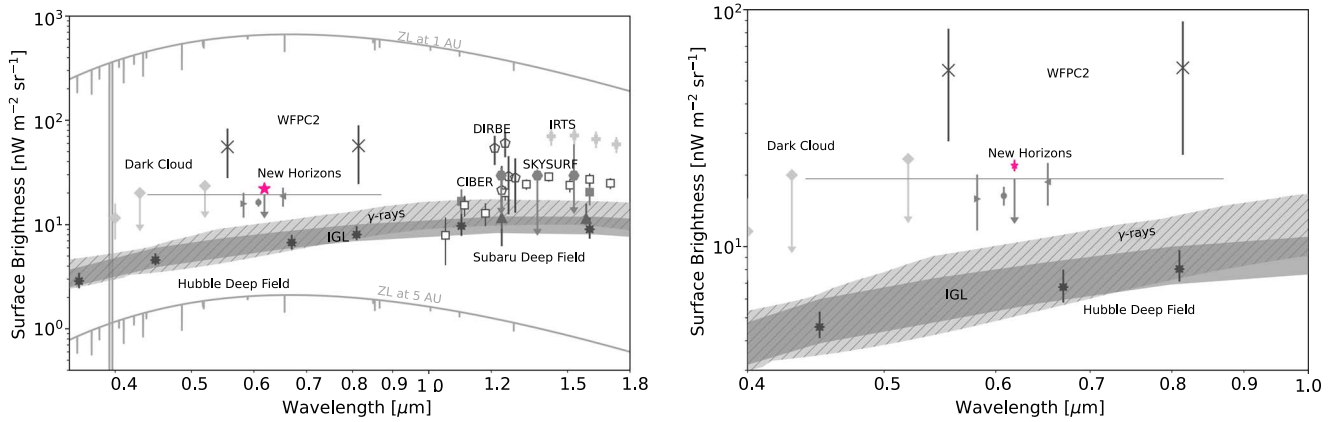 10³
10²
10¹
10⁰
Surface Brightness [nW m⁻² sr⁻¹]
ZL at 1 AU
WFPC2
DIRBE
IRTS
Dark Cloud
New Horizons
SKYSURF
CIBER
γ-rays
IGL
Subaru Deep Field
Hubble Deep Field
ZL at 5 AU
0.4 0.5 0.6 0.7 0.8 0.9 1.0 1.2 1.5 1.8
Wavelength [μm]
10²
10¹
Surface Brightness [nW m⁻² sr⁻¹]
WFPC2
Dark Cloud
New Horizons
γ-rays
IGL
Hubble Deep Field
0.4 0.5 0.6 0.7 0.8 0.9 1.0
Wavelength [μm]